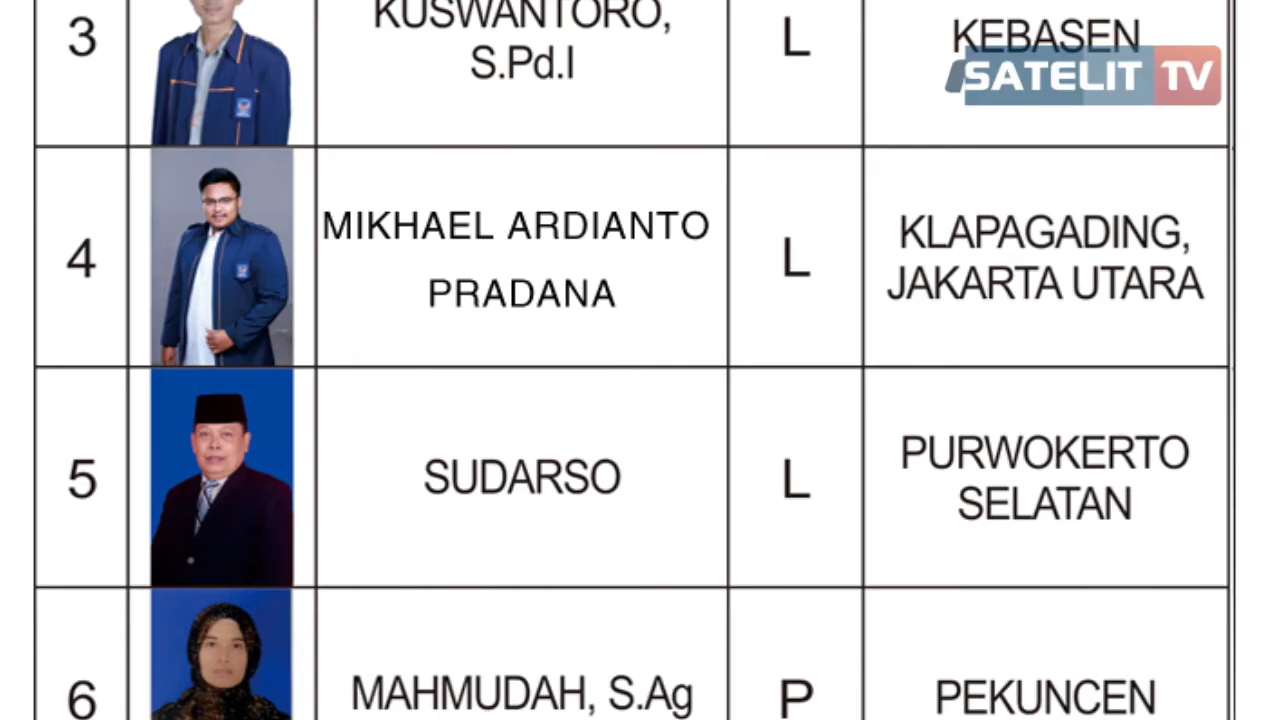 3
KUSWANTORO,
S.Pd.I
L
KEBASEN
SATELIT TV
4
MIKHAEL ARDIANTO
PRADANA
L
KLAPAGADING,
JAKARTA UTARA
5
SUDARSO
L
PURWOKERTO
SELATAN
6
MAHMUDAH, S.Ag
P
PEKUNCEN